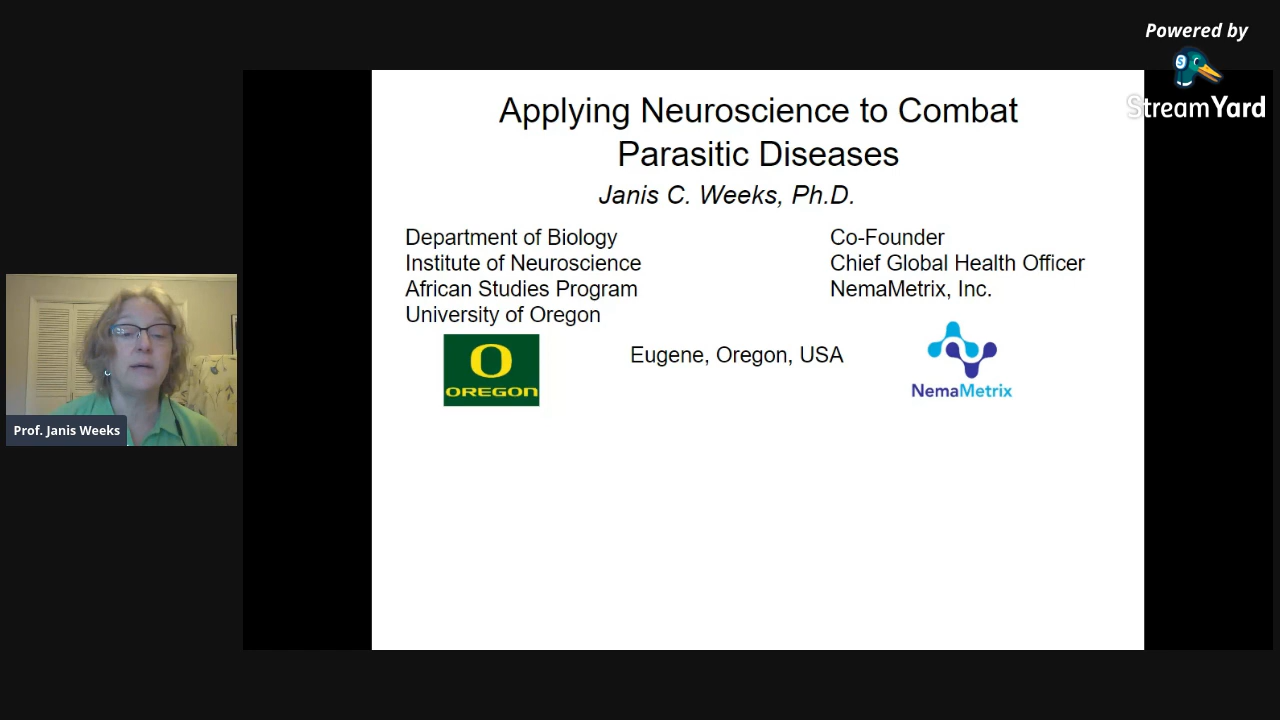 Powered by
StreamYard
Applying Neuroscience to Combat
Parasitic Diseases
Janis C. Weeks, Ph.D.
Department of Biology
Institute of Neuroscience
African Studies Program
University of Oregon
Co-Founder
Chief Global Health Officer
NemaMetrix, Inc.
O
OREGON
Eugene, Oregon, USA
NemaMetrix
Prof. Janis Weeks